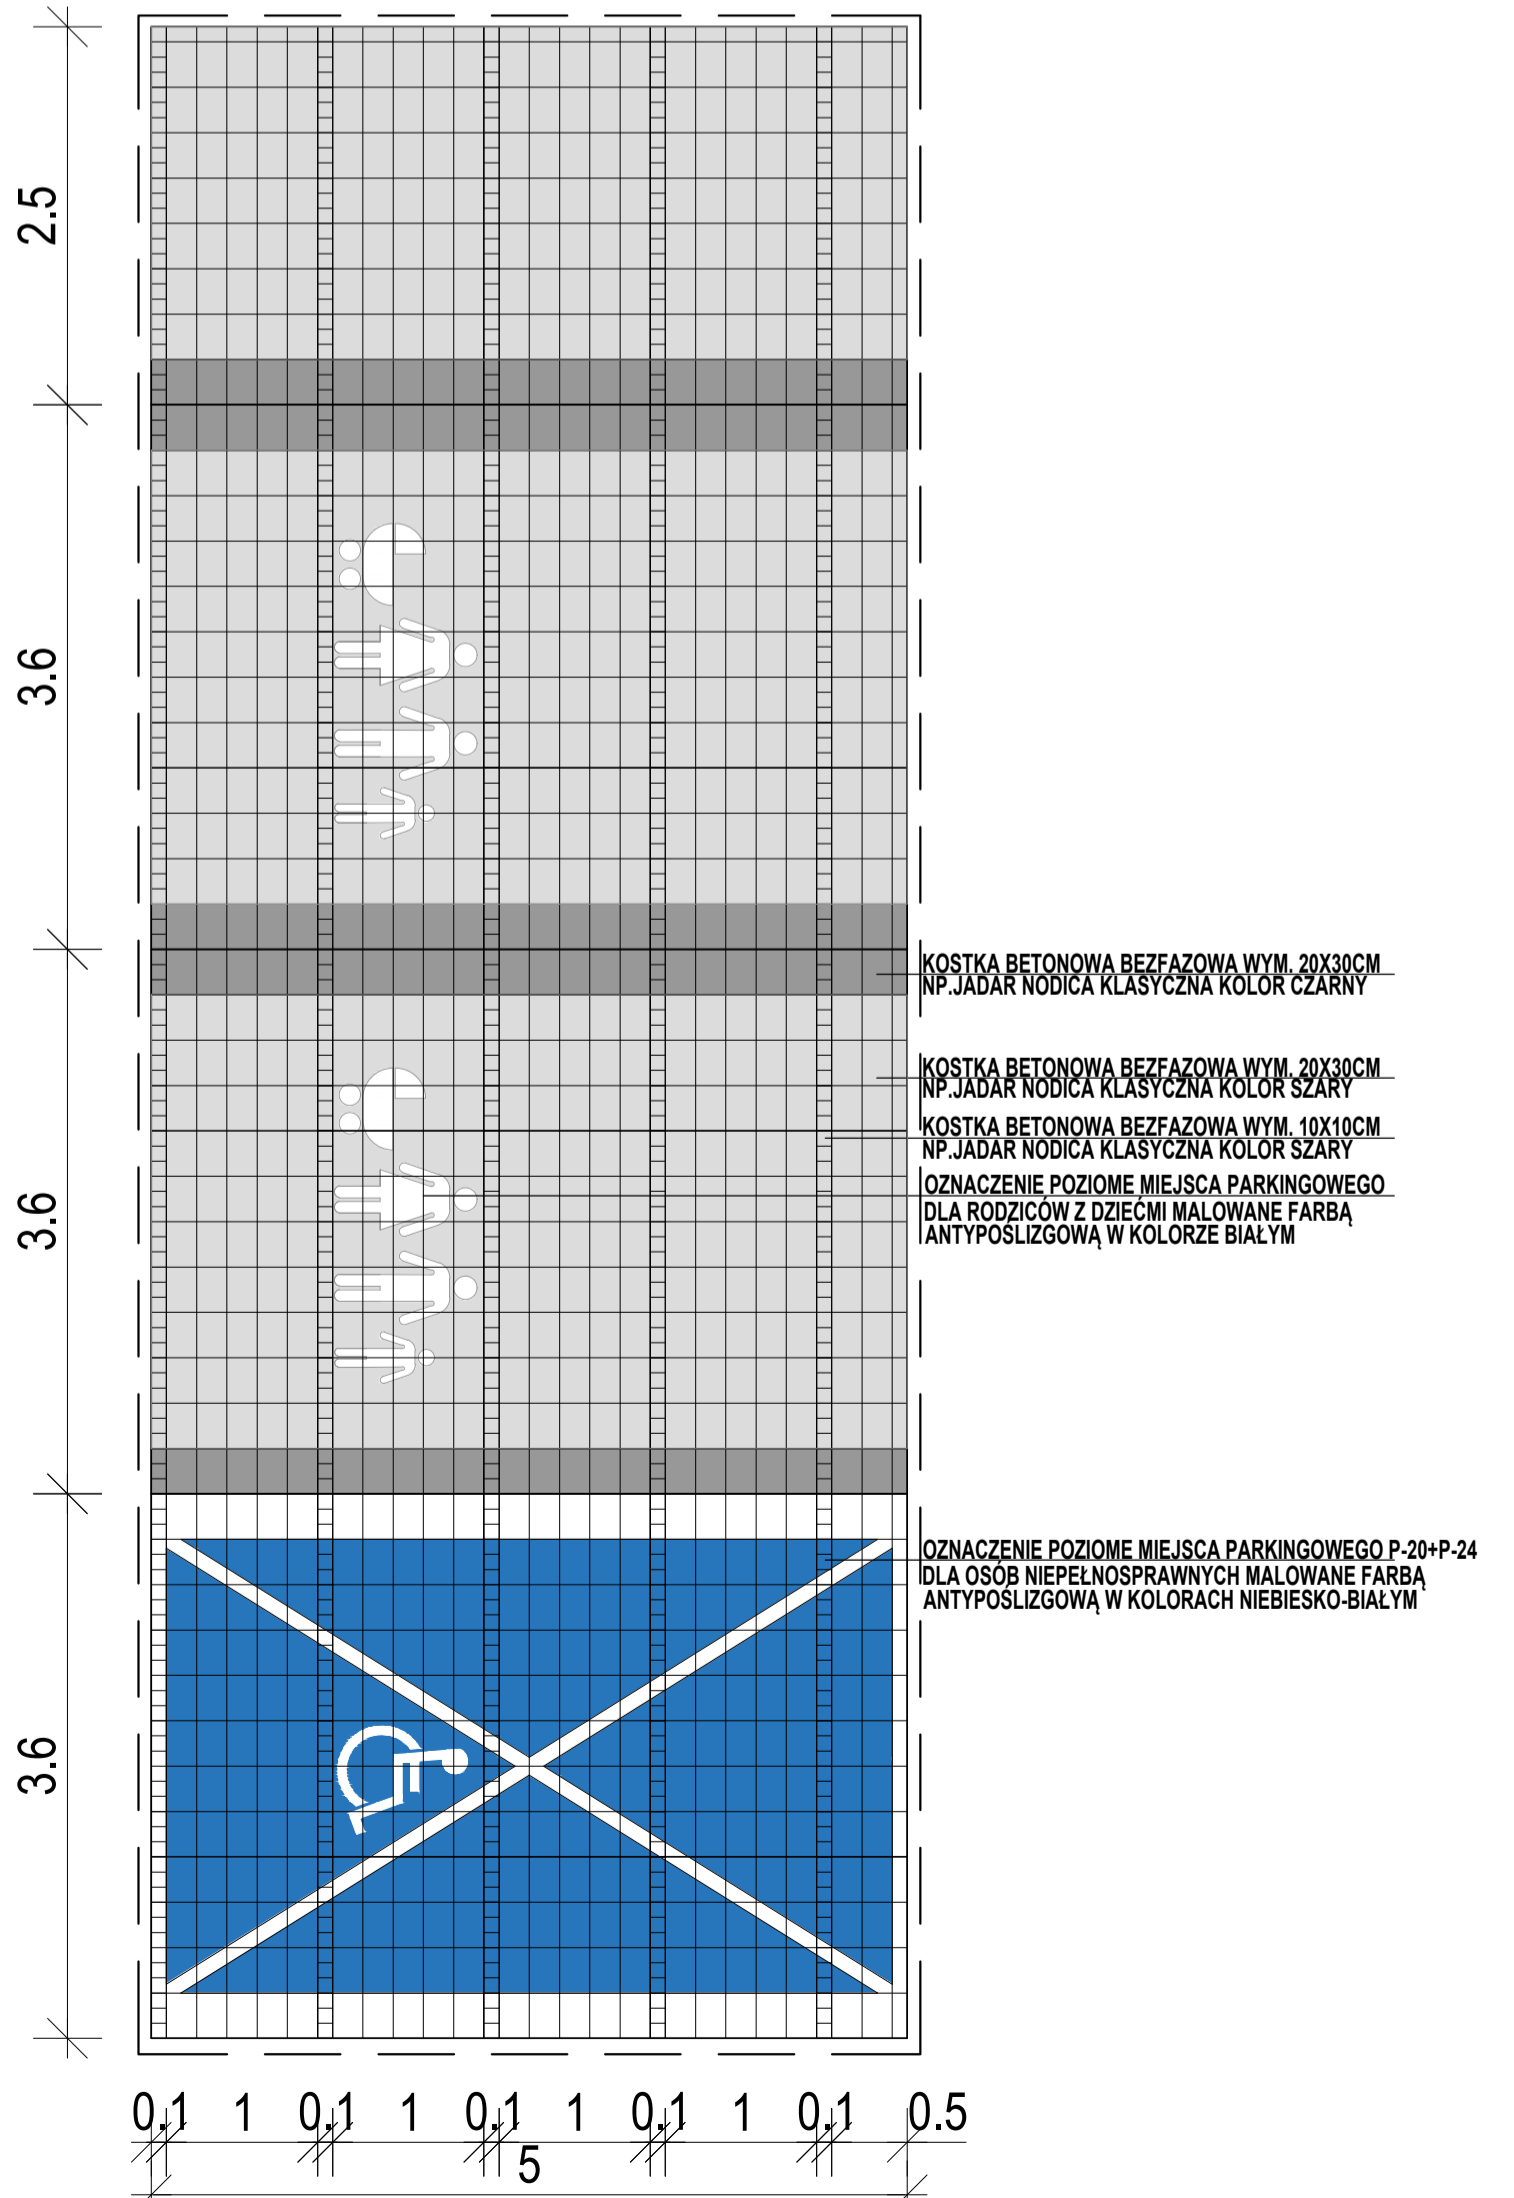 2.5
3.6
3.6
3.6
KOSTKA BETONOWA BEZFAZOWA WYM. 20X30CM
NP.JADAR NODICA KLASYCZNA KOLOR CZARNY
KOSTKA BETONOWA BEZFAZOWA WYM. 20X30CM
NP.JADAR NODICA KLASYCZNA KOLOR SZARY
KOSTKA BETONOWA BEZFAZOWA WYM. 10X10CM
NP.JADAR NODICA KLASYCZNA KOLOR SZARY
OZNACZENIE POZIOME MIEJSCA PARKINGOWEGO
DLA RODZICÓW Z DZIEĆMI MALOWANE FARBĄ
ANTYPOŚLIZGOWĄ W KOLORZE BIAŁYM
OZNACZENIE POZIOME MIEJSCA PARKINGOWEGO P-20+P-24
DLA OSÓB NIEPEŁNOSPRAWNYCH MALOWANE FARBĄ
ANTYPOŚLIZGOWĄ W KOLORACH NIEBIESKO-BIAŁYM
0.1 1 0.1 1 0.1 1 0.1 1 0.1 0.5
5